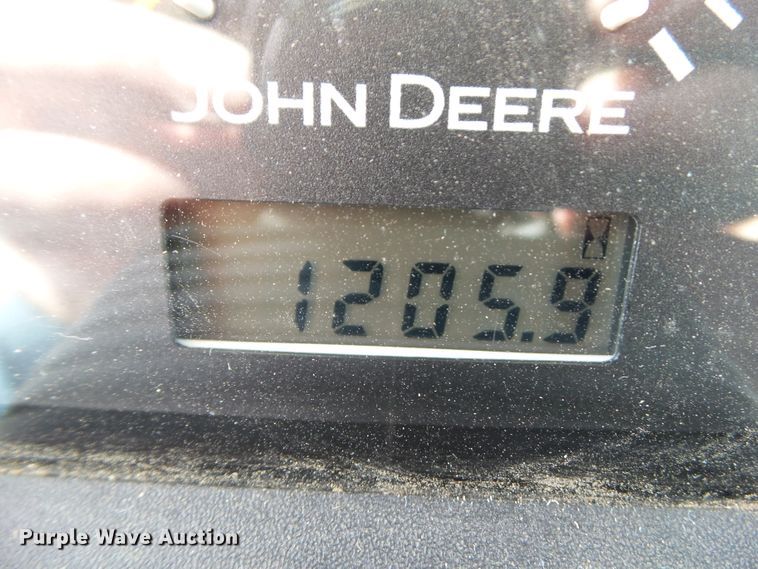 JOHN DEERE
1205.9
Purple Wave Auction